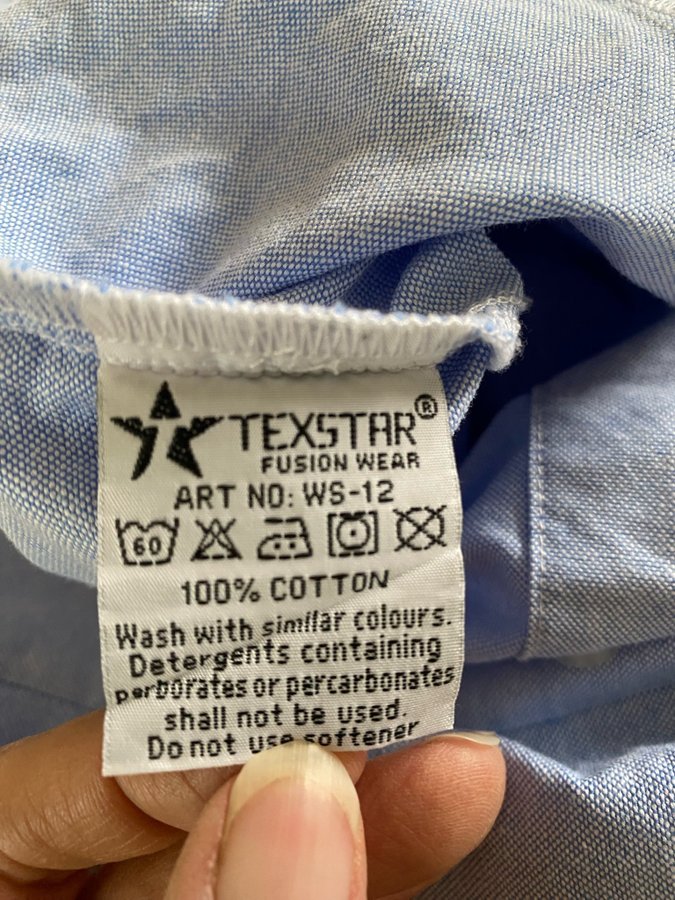 TEXSTAR®
FUSION WEAR
ART NO: WS-12
60
100% COTTON
Wash with similar colours.
Detergents containing
perborates or percarbonates
shall not be used.
Do not use softener